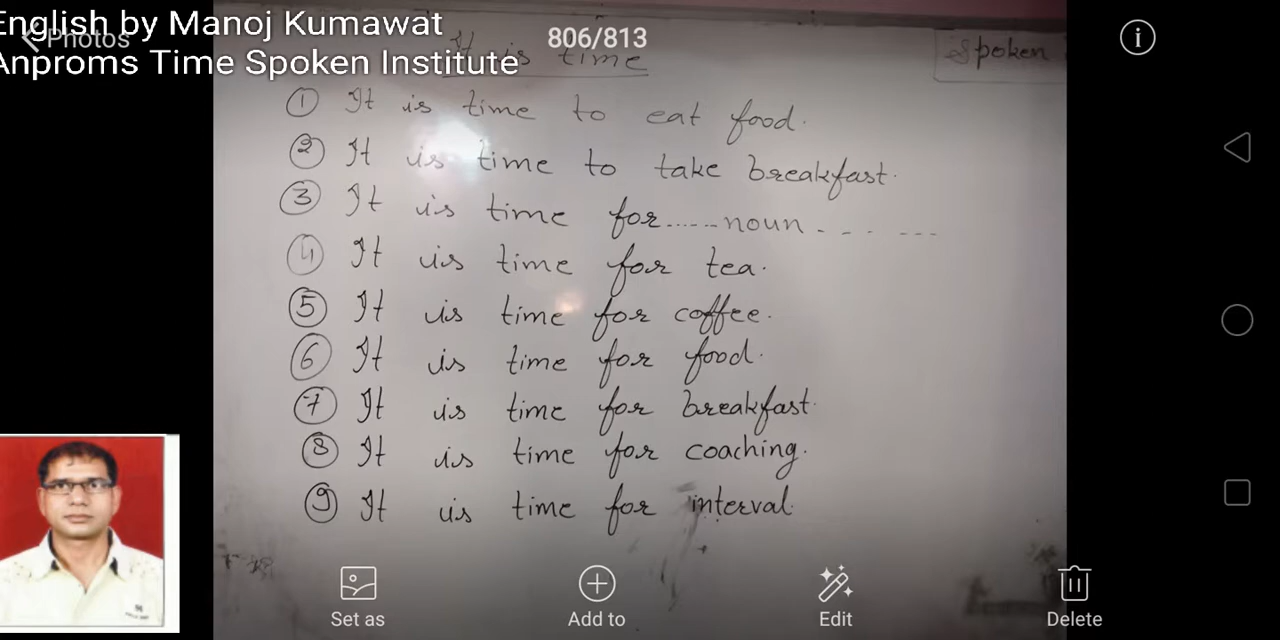 English by Manoj Kumawat
Photos
806/813
Anproms Time Spoken Institute
It is time
Spoken
① It is time to eat food.
② It is time to take breakfast.
③ It is time for.....noun - - - - - -
④ It is time for tea.
⑤ It is time for coffee.
⑥ It is time for food.
⑦ It is time for breakfast.
⑧ It is time for coaching.
⑨ It is time for interval.
Set as
Add to
Edit
Delete